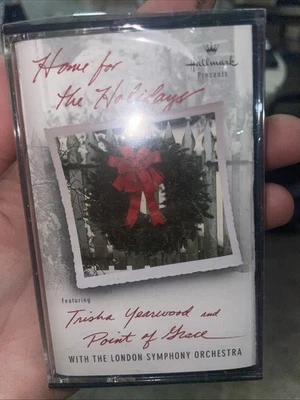 Hallmark
Presents
Home for
the Holidays
featuring
Trisha Yearwood and
Point of Grace
WITH THE LONDON SYMPHONY ORCHESTRA